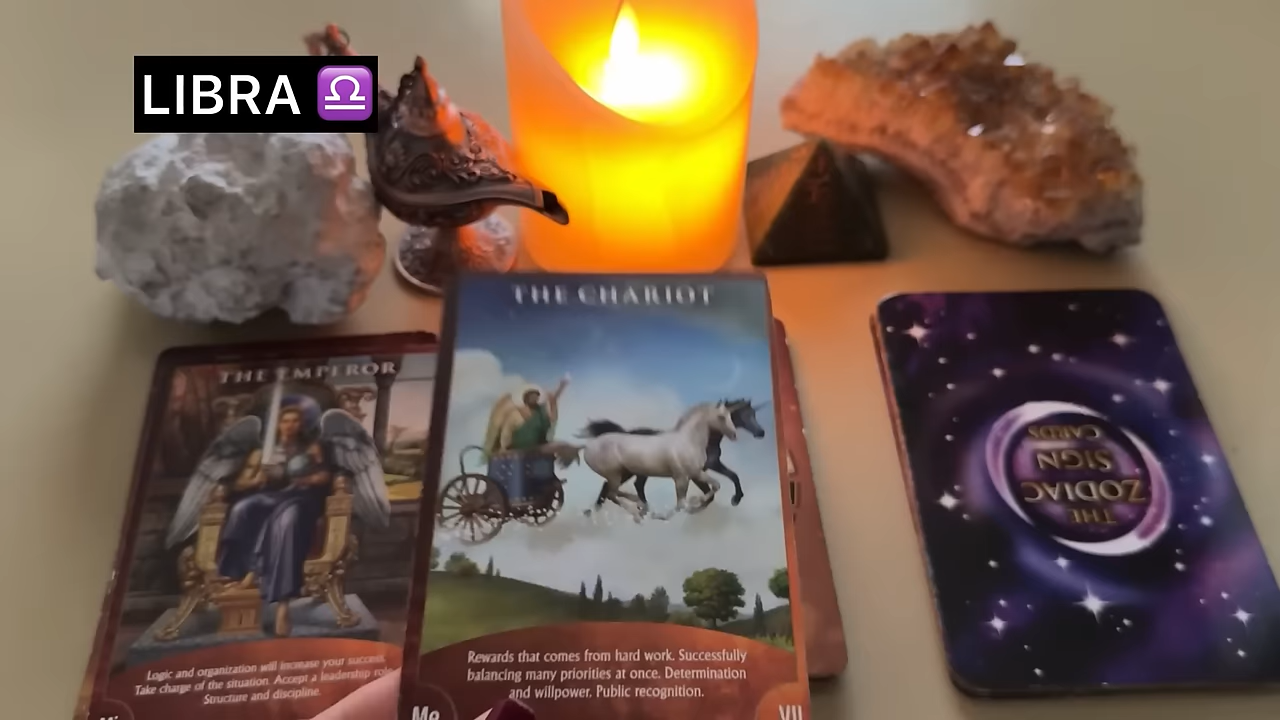 LIBRA ♎
THE CHARIOT
THE EMPEROR
Logic and organization will increase your success.
Take charge of the situation. Accept a leadership role.
Structure and discipline.
Rewards that comes from hard work. Successfully
balancing many priorities at once. Determination
and willpower. Public recognition.
Me
VII
THE
ZODIAC
SIGN
CARDS